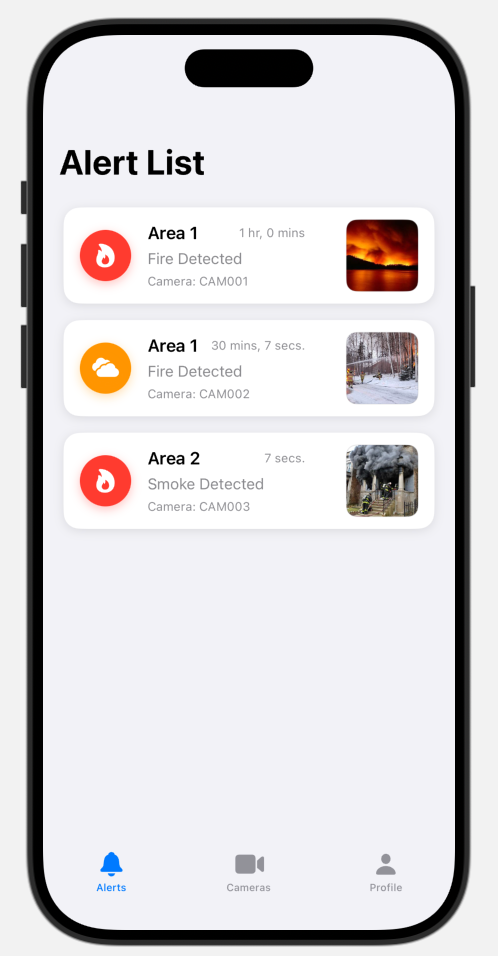 Alert List
Area 1 1 hr, 0 mins
Fire Detected
Camera: CAM001
Area 1 30 mins, 7 secs.
Fire Detected
Camera: CAM002
Area 2 7 secs.
Smoke Detected
Camera: CAM003
Alerts Cameras Profile